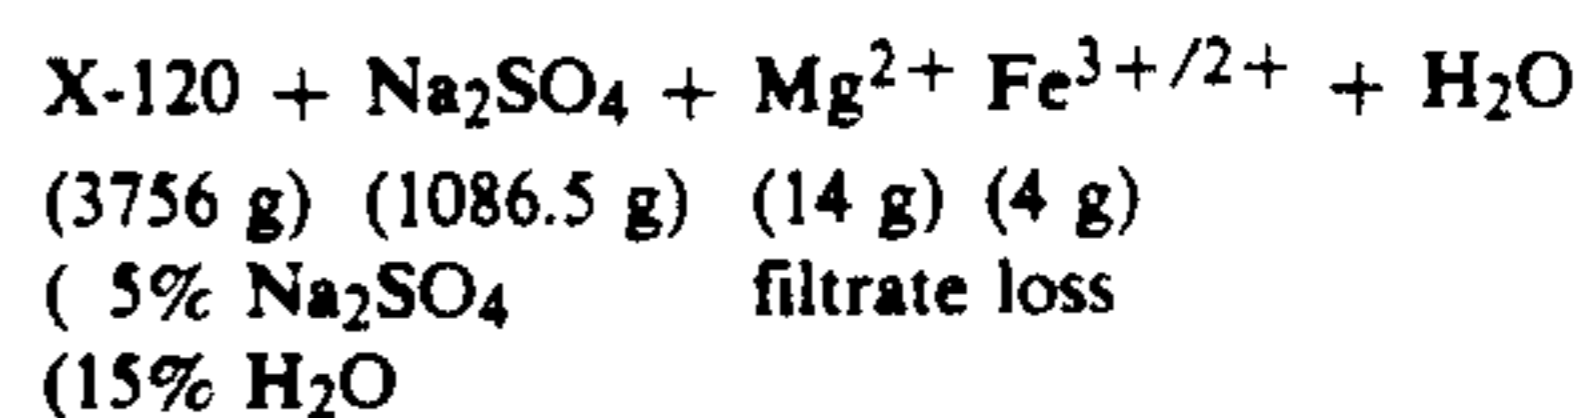 X-120 + Na₂SO₄ + Mg²⁺ Fe³⁺/²⁺ + H₂O
(3756 g) (1086.5 g) (14 g) (4 g)
( 5% Na₂SO₄ filtrate loss
(15% H₂O